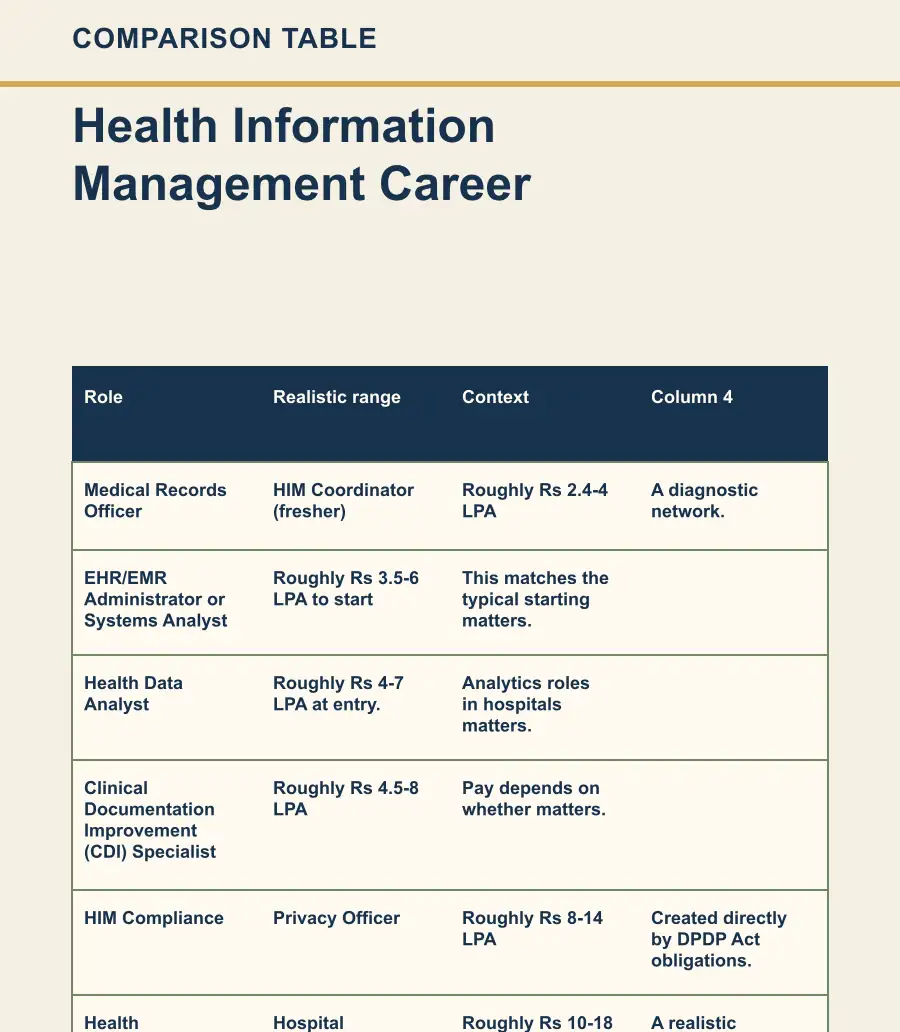 COMPARISON TABLE
Health Information
Management Career
Role
Realistic range
Context
Column 4
Medical Records
Officer
HIM Coordinator
(fresher)
Roughly Rs 2.4-4
LPA
A diagnostic
network.
EHR/EMR
Administrator or
Systems Analyst
Roughly Rs 3.5-6
LPA to start
This matches the
typical starting
matters.
Health Data
Analyst
Roughly Rs 4-7
LPA at entry.
Analytics roles
in hospitals
matters.
Clinical
Documentation
Improvement
(CDI) Specialist
Roughly Rs 4.5-8
LPA
Pay depends on
whether matters.
HIM Compliance
Privacy Officer
Roughly Rs 8-14
LPA
Created directly
by DPDP Act
obligations.
Health
Hospital
Roughly Rs 10-18
A realistic